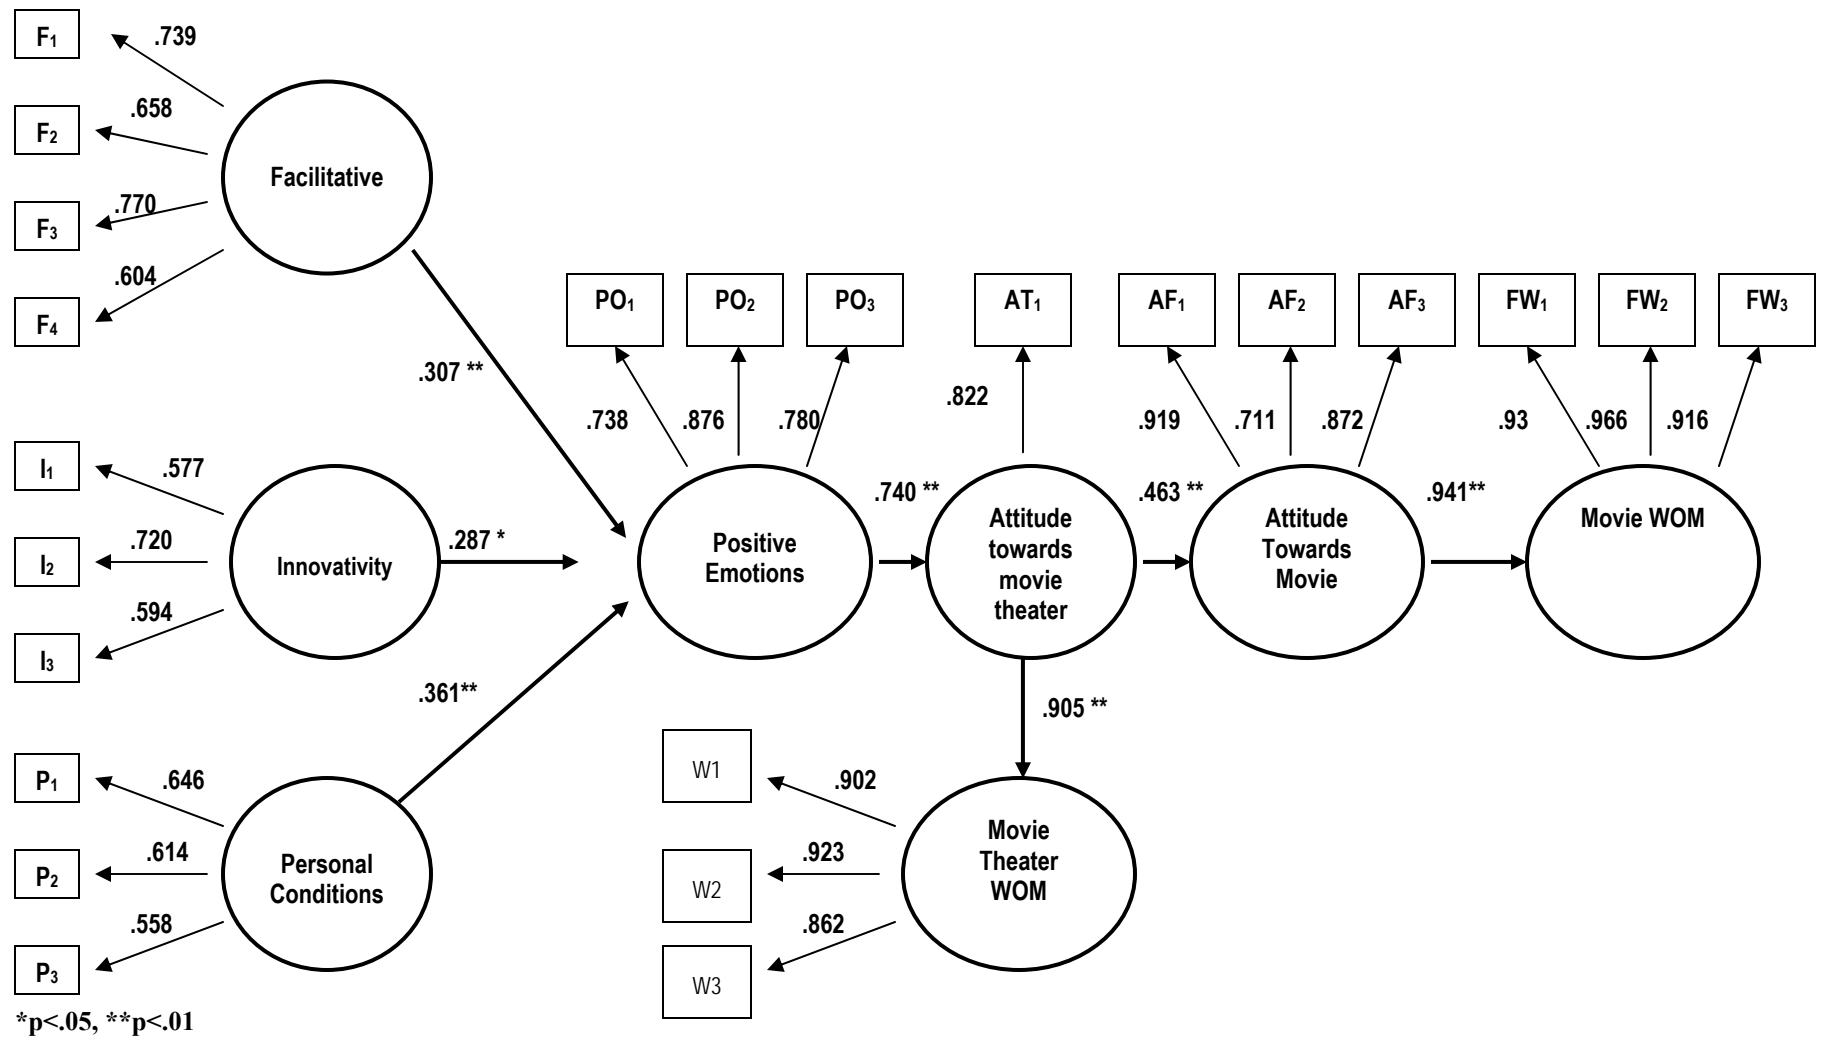 F1
.739
F2
.658
F3
.770
F4
.604
Facilitative
.307 **
I1
.577
I2
.720
I3
.594
Innovativity
.287 *
P1
.646
P2
.614
P3
.558
Personal
Conditions
.361**
PO1
PO2
PO3
.738
.876
.780
Positive
Emotions
.740 **
AT1
.822
Attitude
towards
movie
theater
.463 **
AF1
AF2
AF3
.919
.711
.872
Attitude
Towards
Movie
.941**
FW1
FW2
FW3
.93
.966
.916
Movie WOM
.905 **
W1
.902
W2
.923
W3
.862
Movie
Theater
WOM
*p<.05, **p<.01